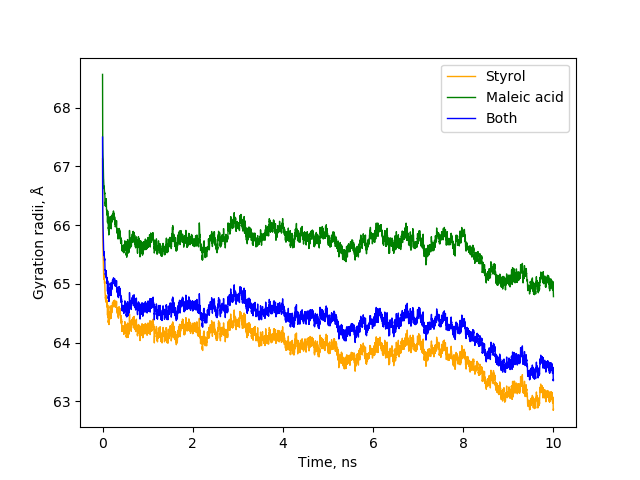 Styrol
Maleic acid
Both
Gyration radii, Å
68
67
66
65
64
63
0 2 4 6 8 10
Time, ns